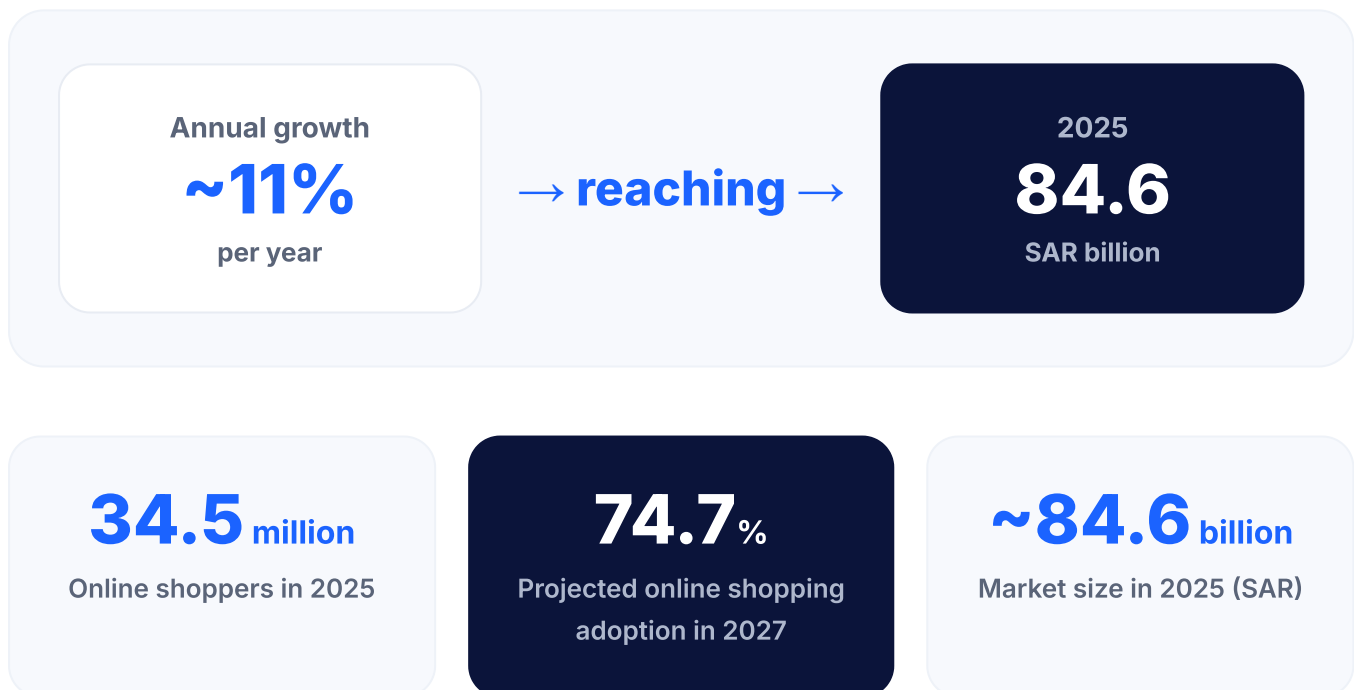 Annual growth
~11%
per year
→ reaching →
2025
84.6
SAR billion
34.5 million
Online shoppers in 2025
74.7%
Projected online shopping
adoption in 2027
~84.6 billion
Market size in 2025 (SAR)